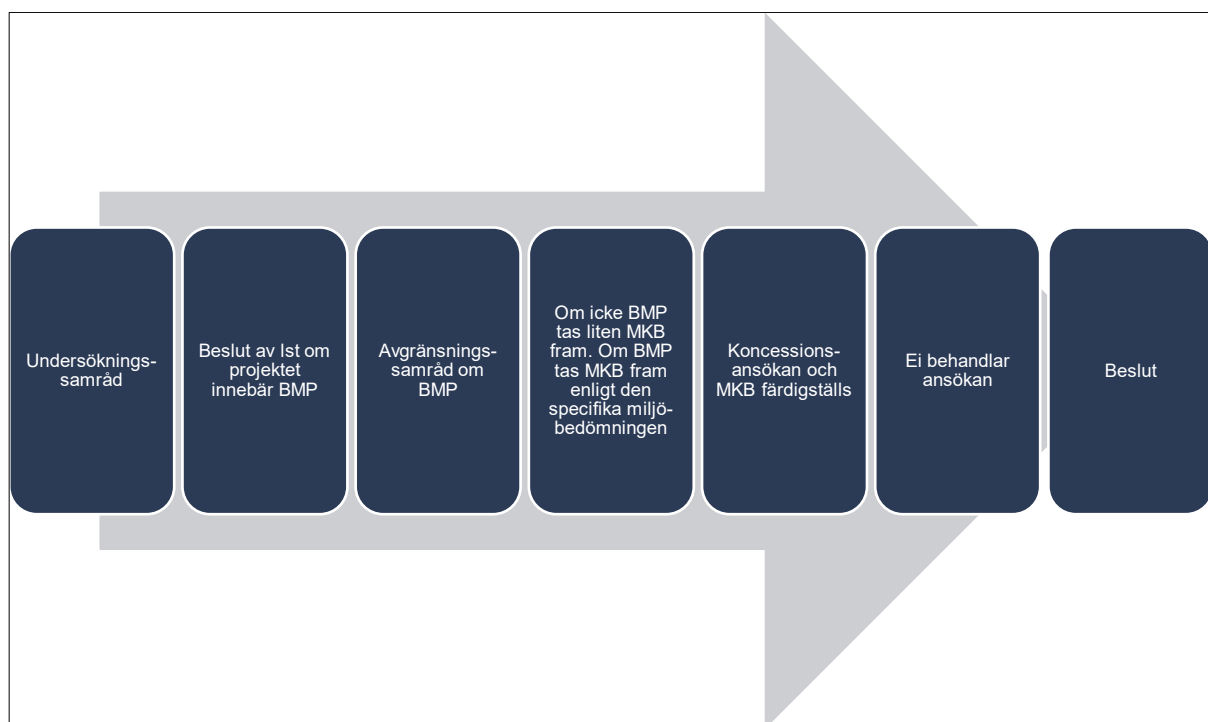 Undersöknings-
samråd
Beslut av lst om
projektet
innebär BMP
Avgränsnings-
samråd om
BMP
Om icke BMP
tas liten MKB
fram. Om BMP
tas MKB fram
enligt den
specifika miljö-
bedömningen
Koncessions-
ansökan och
MKB färdigställs
Ei behandlar
ansökan
Beslut